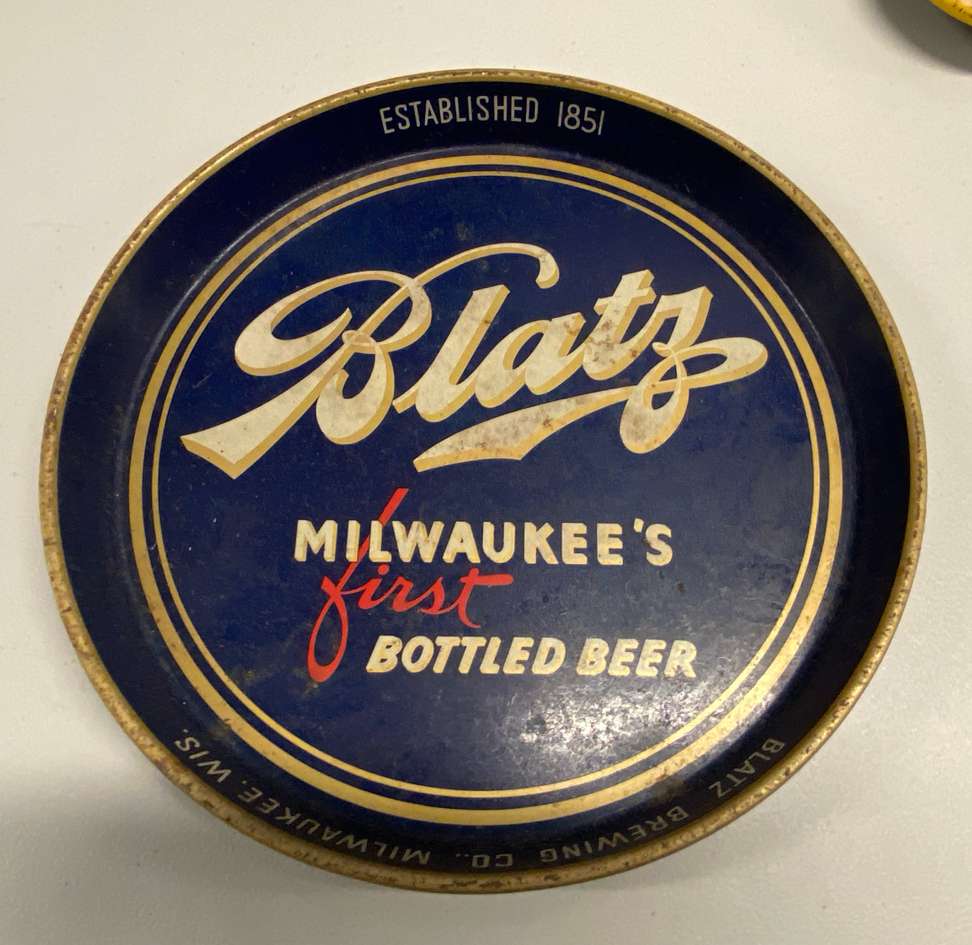 ESTABLISHED 1851
Blatz
MILWAUKEE'S
first
BOTTLED BEER
BLATZ BREWING CO., MILWAUKEE, WIS.